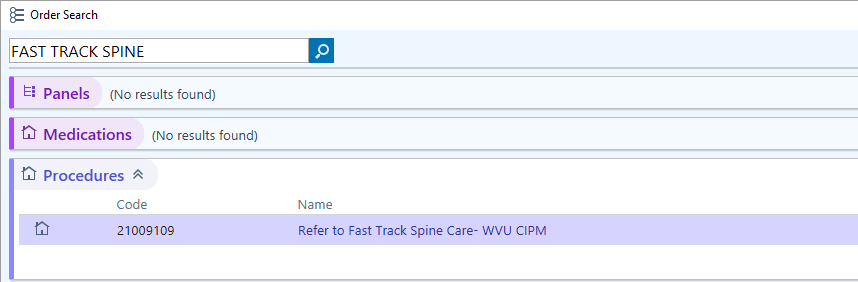 Order Search
FAST TRACK SPINE
Panels (No results found)
Medications (No results found)
Procedures
Code Name
21009109 Refer to Fast Track Spine Care- WVU CIPM